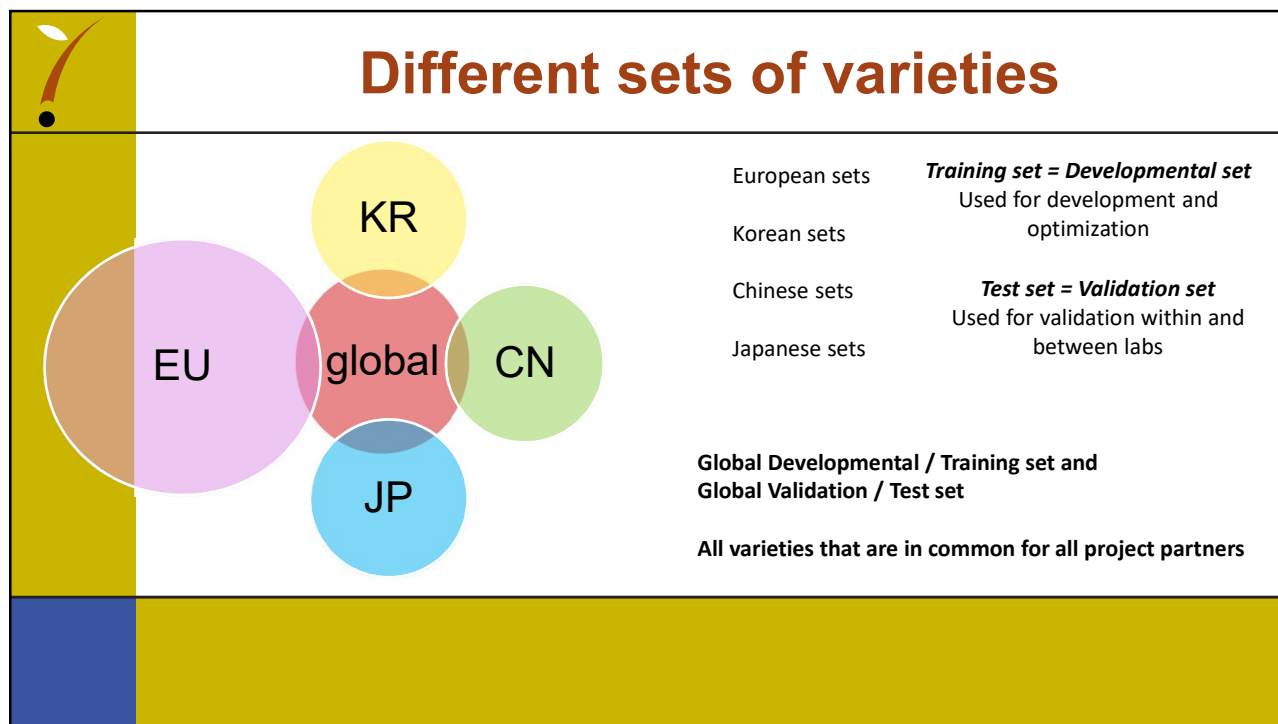 Different sets of varieties
KR
EU
global
CN
JP
European sets
Korean sets
Chinese sets
Japanese sets
Training set = Developmental set
Used for development and
optimization
Test set = Validation set
Used for validation within and
between labs
Global Developmental / Training set and
Global Validation / Test set
All varieties that are in common for all project partners